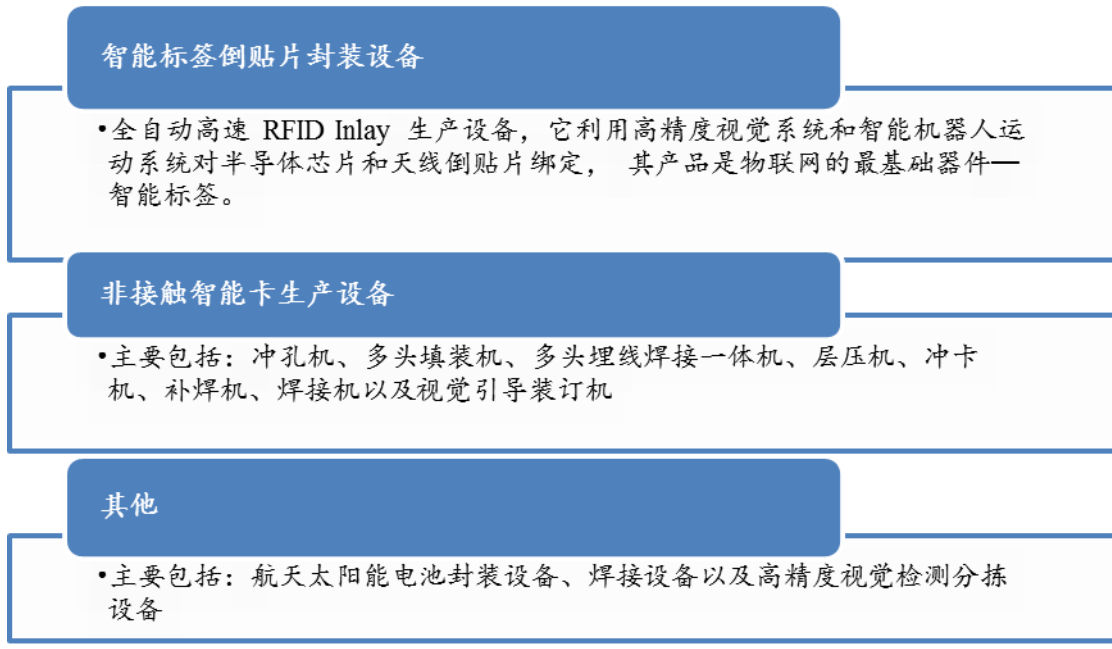 智能标签倒贴片封装设备
•全自动高速 RFID Inlay 生产设备，它利用高精度视觉系统和智能机器人运
动系统对半导体芯片和天线倒贴片绑定， 其产品是物联网的最基础器件—
智能标签。
非接触智能卡生产设备
•主要包括：冲孔机、多头填装机、多头埋线焊接一体机、层压机、冲卡
机、补焊机、焊接机以及视觉引导装订机
其他
•主要包括：航天太阳能电池封装设备、焊接设备以及高精度视觉检测分拣
设备